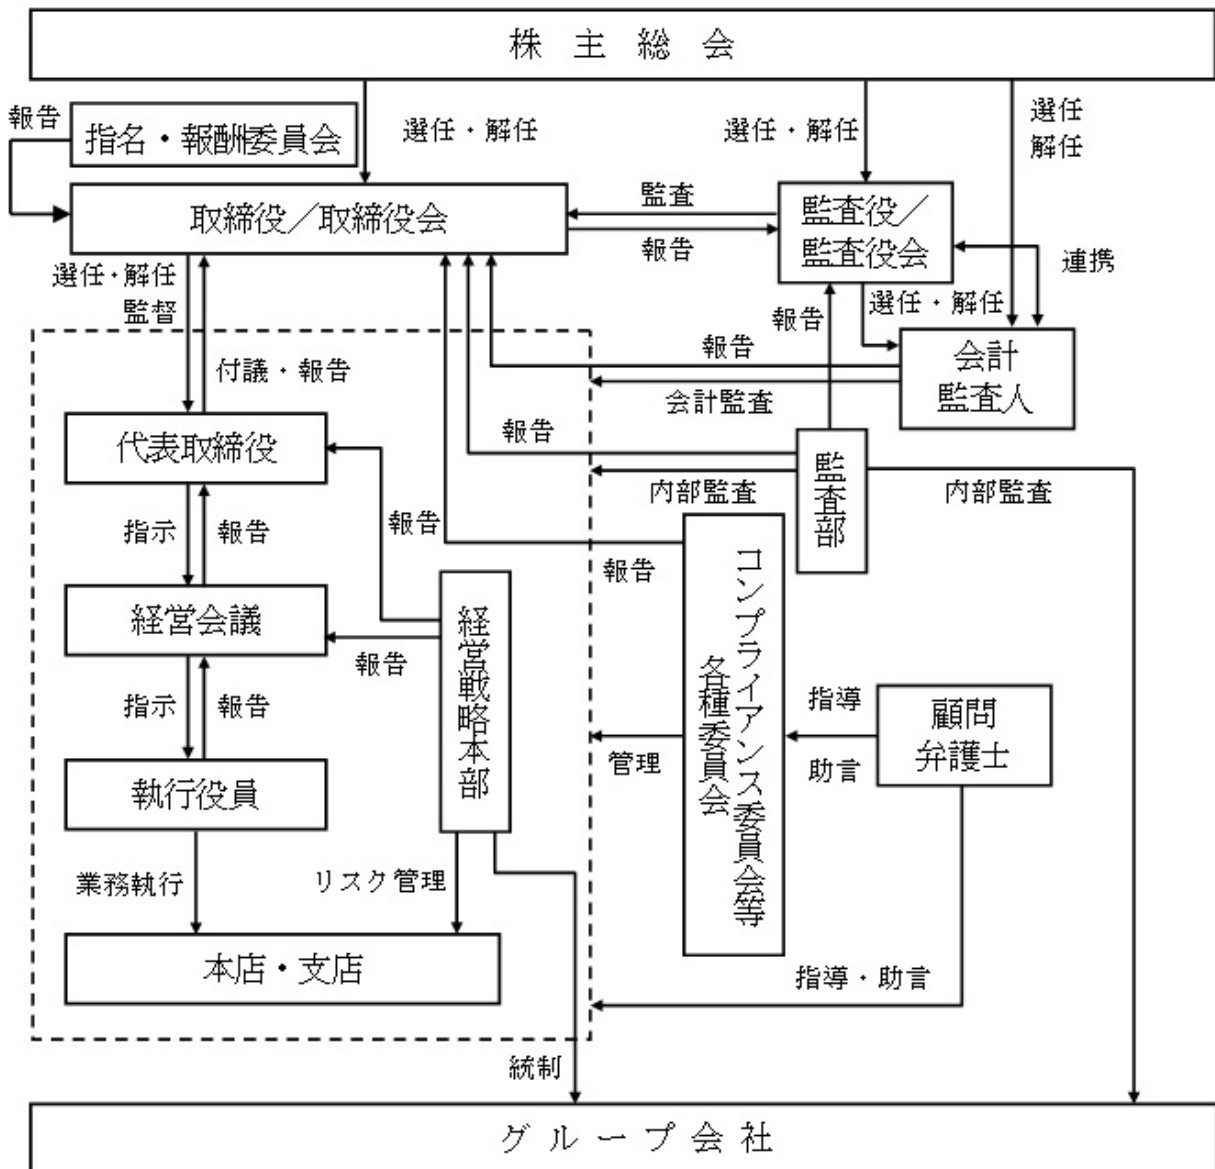 株主総会
報告
指名・報酬委員会
選任・解任
選任・解任
選任
解任
取締役／取締役会
監査
報告
監査役／
監査役会
連携
選任・解任
監督
報告
選任・解任
付議・報告
報告
会計監査
会計
監査人
代表取締役
報告
内部監査
監査部
内部監査
指示
報告
報告
報告
経営会議
報告
経営戦略本部
コンプライアンス委員会等
各種委員会
指示
報告
管理
指導
助言
顧問
弁護士
執行役員
業務執行
リスク管理
本店・支店
指導・助言
統制
グループ会社